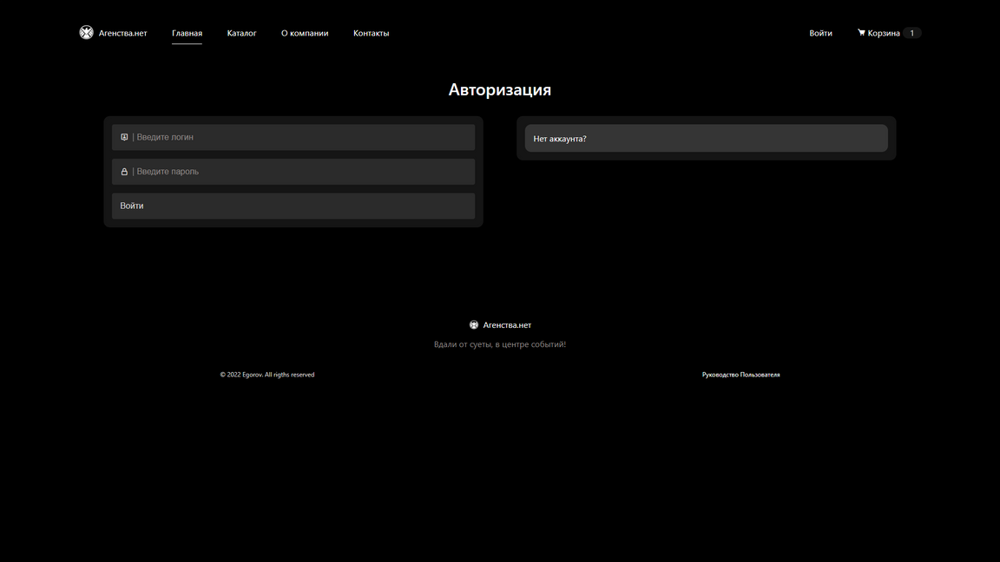 Агенства.нет Главная Каталог О компании Контакты Войти Корзина 1
Авторизация
| Введите логин
| Введите пароль
Войти
Нет аккаунта?
Агенства.нет
Вдали от суеты, в центре событий!
© 2022 Egorov. All rigths reserved
Руководство Пользователя